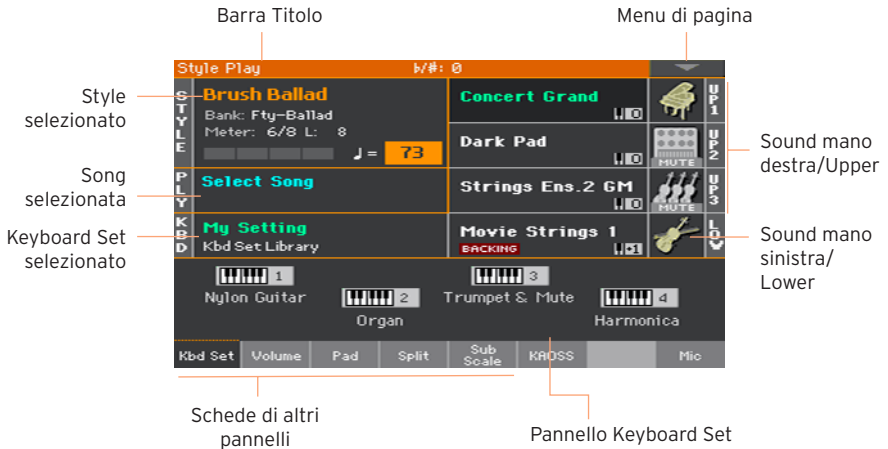 Barra Titolo
Menu di pagina
Style Play
♭/#: 0
Style
selezionato
STYLE
Brush Ballad
Bank: Fty-Ballad
Meter: 6/8 L: 8
♩= 73
Concert Grand
UP1
Dark Pad
MUTE
UP2
Sound mano
destra/Upper
Song
selezionata
PLY
Select Song
Strings Ens.2 GM
MUTE
UP3
Keyboard Set
selezionato
KBD
My Setting
Kbd Set Library
Movie Strings 1
BACKING
+1
LOW
Sound mano
sinistra/
Lower
1
Nylon Guitar
2
Organ
3
Trumpet & Mute
4
Harmonica
Kbd Set
Volume
Pad
Split
Sub
Scale
KAOSS
Mic
Schede di altri
pannelli
Pannello Keyboard Set